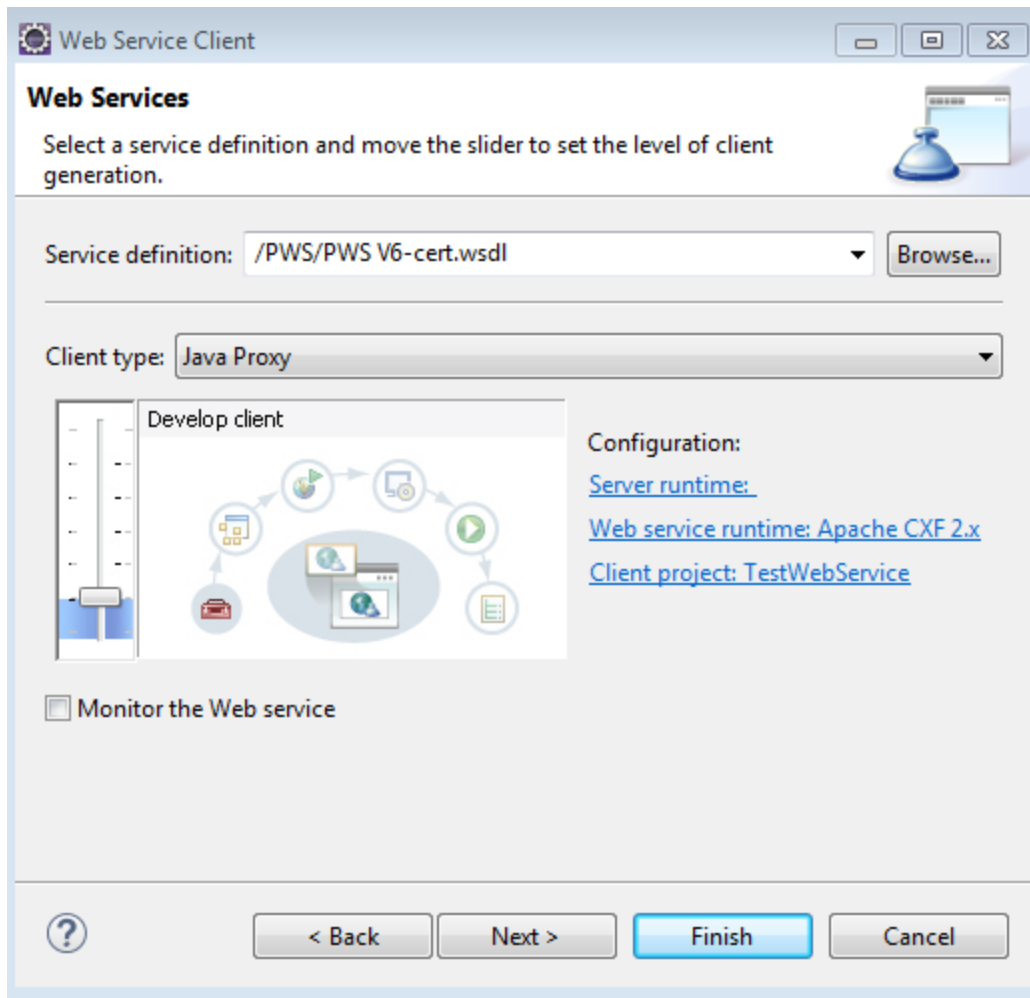 Web Service Client
Web Services
Select a service definition and move the slider to set the level of client
generation.
Service definition: /PWS/PWS V6-cert.wsdl Browse...
Client type: Java Proxy
Develop client
Configuration:
Server runtime:
Web service runtime: Apache CXF 2.x
Client project: TestWebService
Monitor the Web service
? < Back Next > Finish Cancel